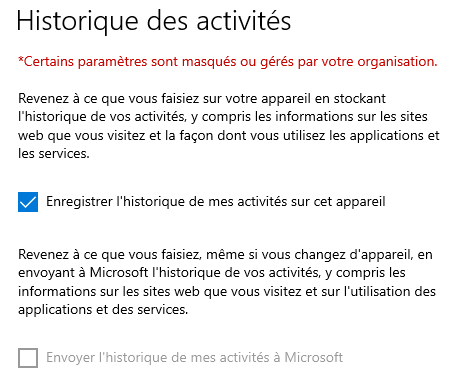 Historique des activités
*Certains paramètres sont masqués ou gérés par votre organisation.
Revenez à ce que vous faisiez sur votre appareil en stockant
l'historique de vos activités, y compris les informations sur les sites
web que vous visitez et la façon dont vous utilisez les applications et
les services.
Enregistrer l'historique de mes activités sur cet appareil
Revenez à ce que vous faisiez, même si vous changez d'appareil, en
envoyant à Microsoft l'historique de vos activités, y compris les
informations sur les sites web que vous visitez et sur l'utilisation des
applications et des services.
Envoyer l'historique de mes activités à Microsoft